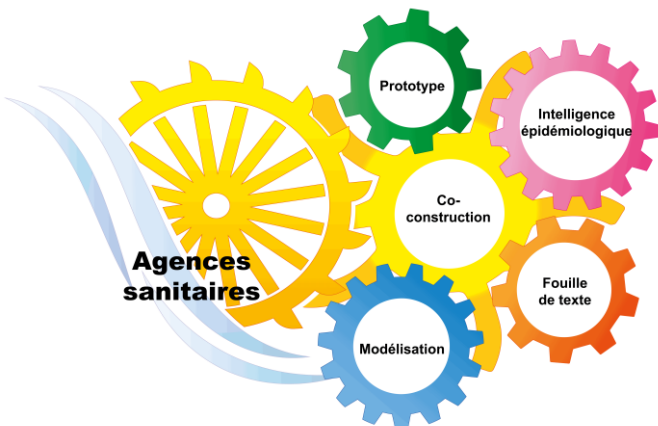 Prototype
Intelligence
épidémiologique
Co-
construction
Agences
sanitaires
Fouille
de texte
Modélisation